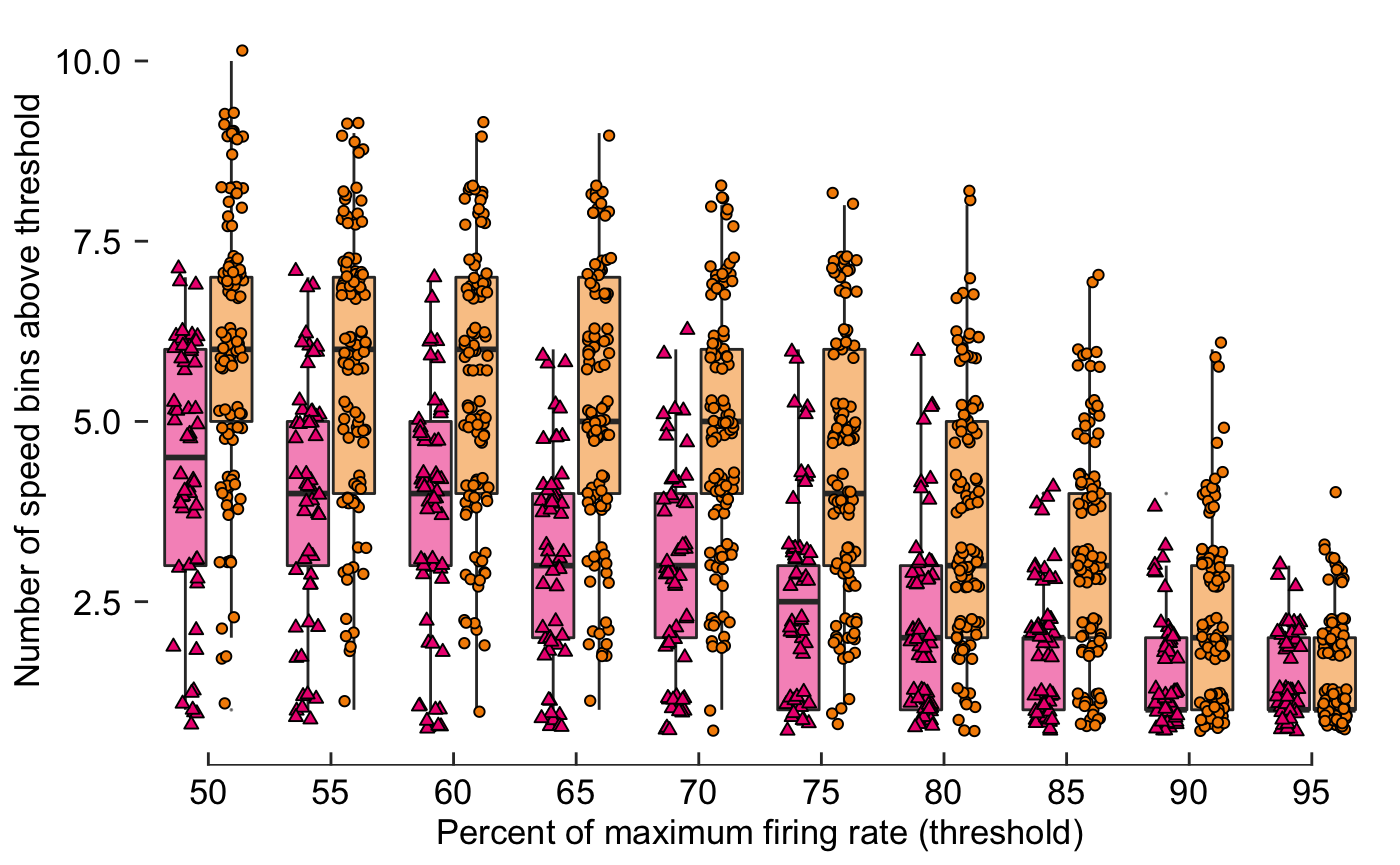 Number of speed bins above threshold
10.0
7.5
5.0
2.5
50 55 60 65 70 75 80 85 90 95
Percent of maximum firing rate (threshold)